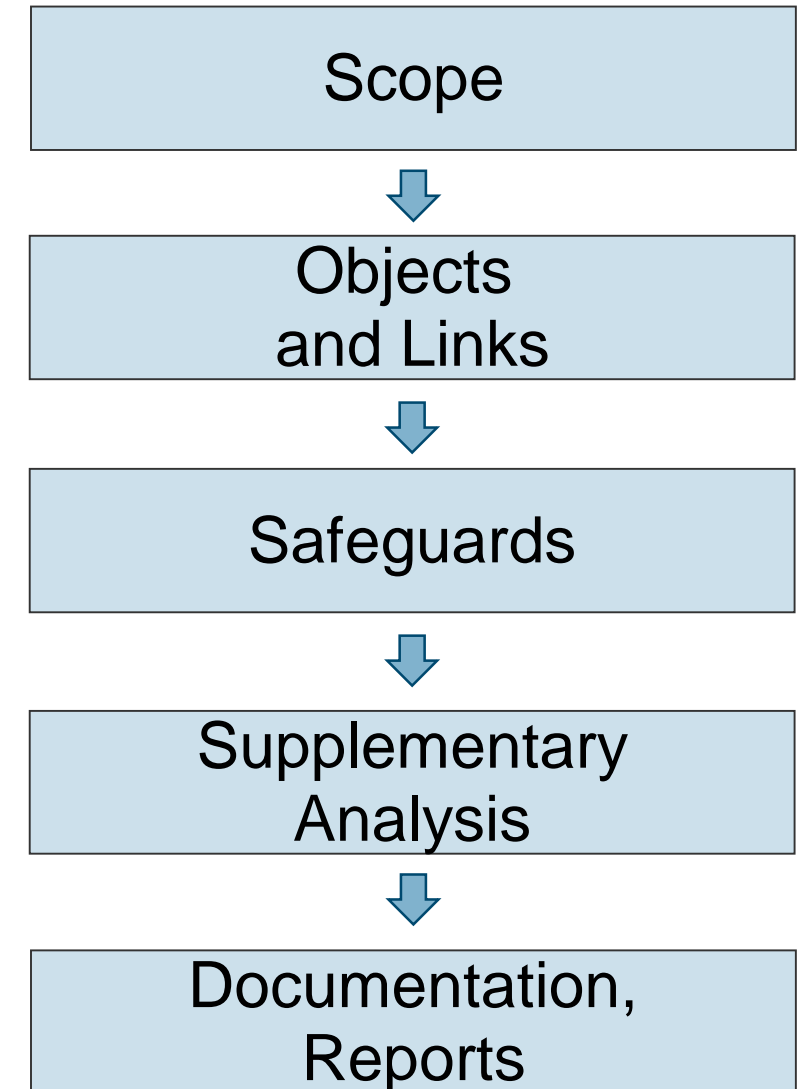 Scope
Objects
and Links
Safeguards
Supplementary
Analysis
Documentation,
Reports